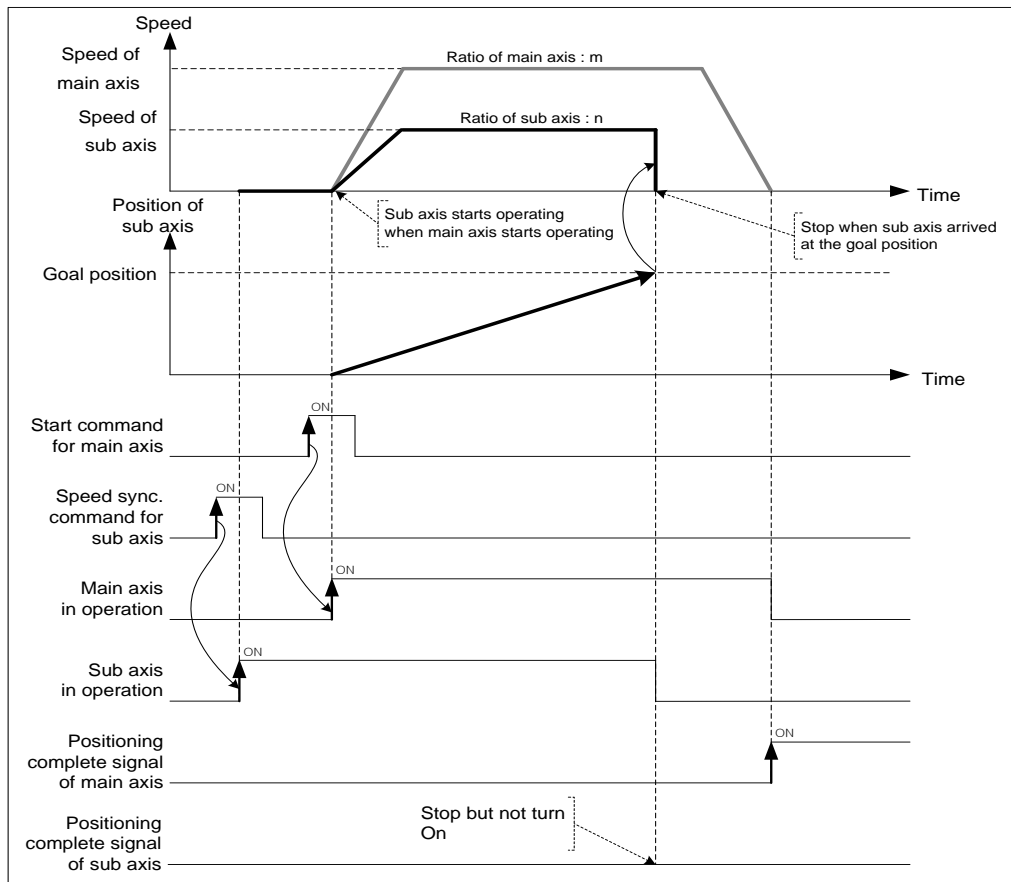 Speed
Speed of
main axis
Ratio of main axis : m
Speed of
sub axis
Ratio of sub axis : n
Time
Position of
sub axis
Sub axis starts operating
when main axis starts operating
Stop when sub axis arrived
at the goal position
Goal position
Time
ON
Start command
for main axis
ON
Speed sync.
command for
sub axis
ON
Main axis
in operation
ON
Sub axis
in operation
ON
Positioning
complete signal
of main axis
Stop but not turn
On
Positioning
complete signal
of sub axis